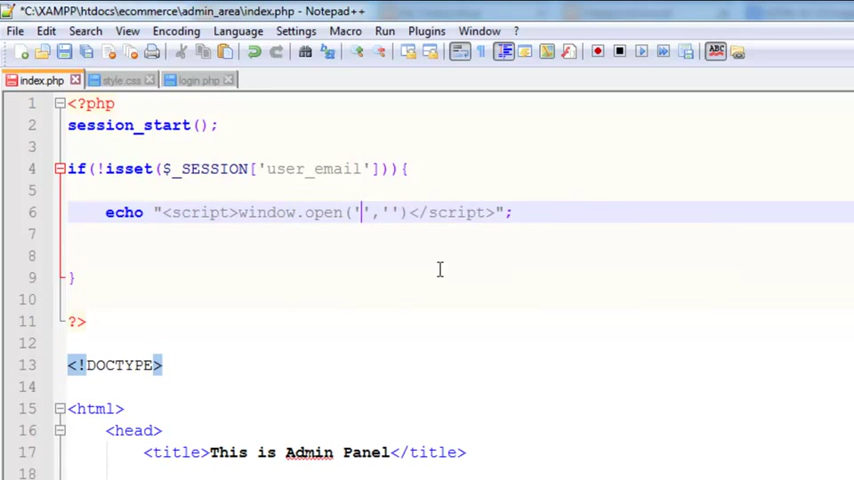 *C:\XAMPP\htdocs\ecommerce\admin_area\index.php - Notepad++
File Edit Search View Encoding Language Settings Macro Run Plugins Window ?
index.php style.css login.php
1 <?php
2 session_start();
3
4 if(!isset($_SESSION['user_email'])){
5
6 echo "<script>window.open('','')</script>";
7
8
9 }
10
11 ?>
12
13 <!DOCTYPE>
14
15 <html>
16 <head>
17 <title>This is Admin Panel</title>
18